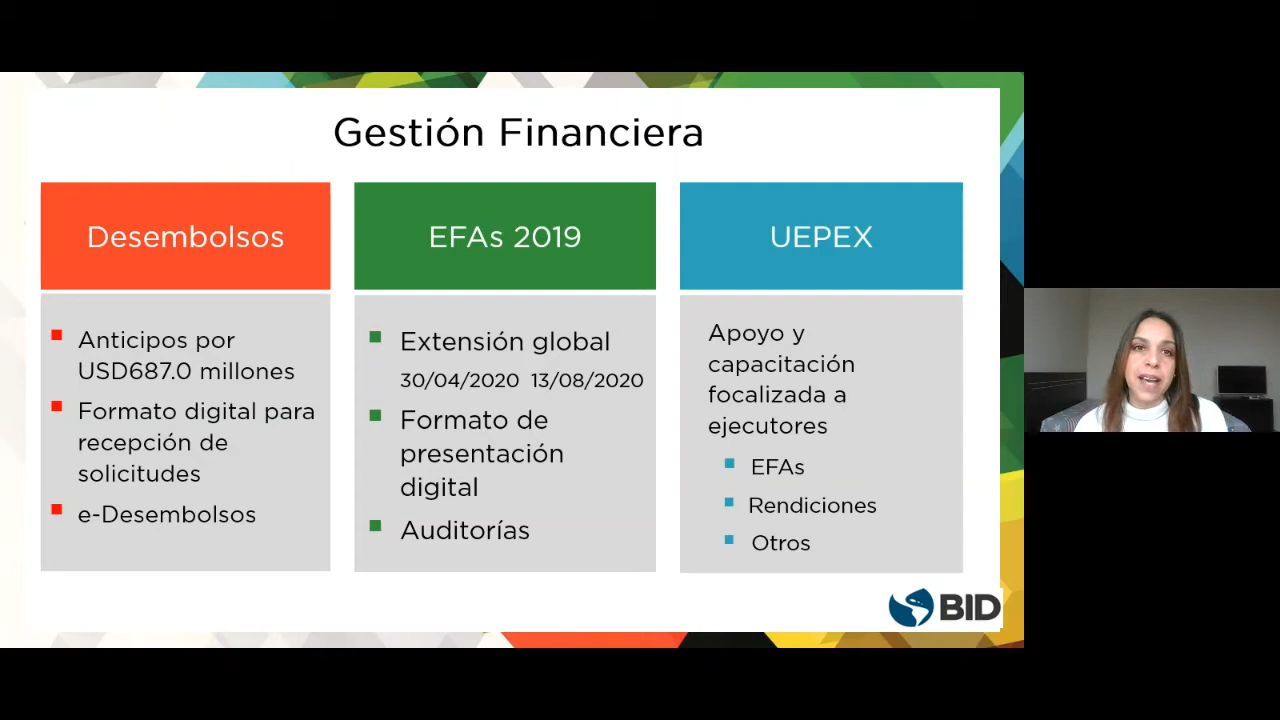 Gestión Financiera
Desembolsos
Anticipos por
USD687.0 millones
Formato digital para
recepción de
solicitudes
e-Desembolsos
EFAs 2019
Extensión global
30/04/2020 13/08/2020
Formato de
presentación
digital
Auditorías
UEPEX
Apoyo y
capacitación
focalizada a
ejecutores
EFAs
Rendiciones
Otros
BID